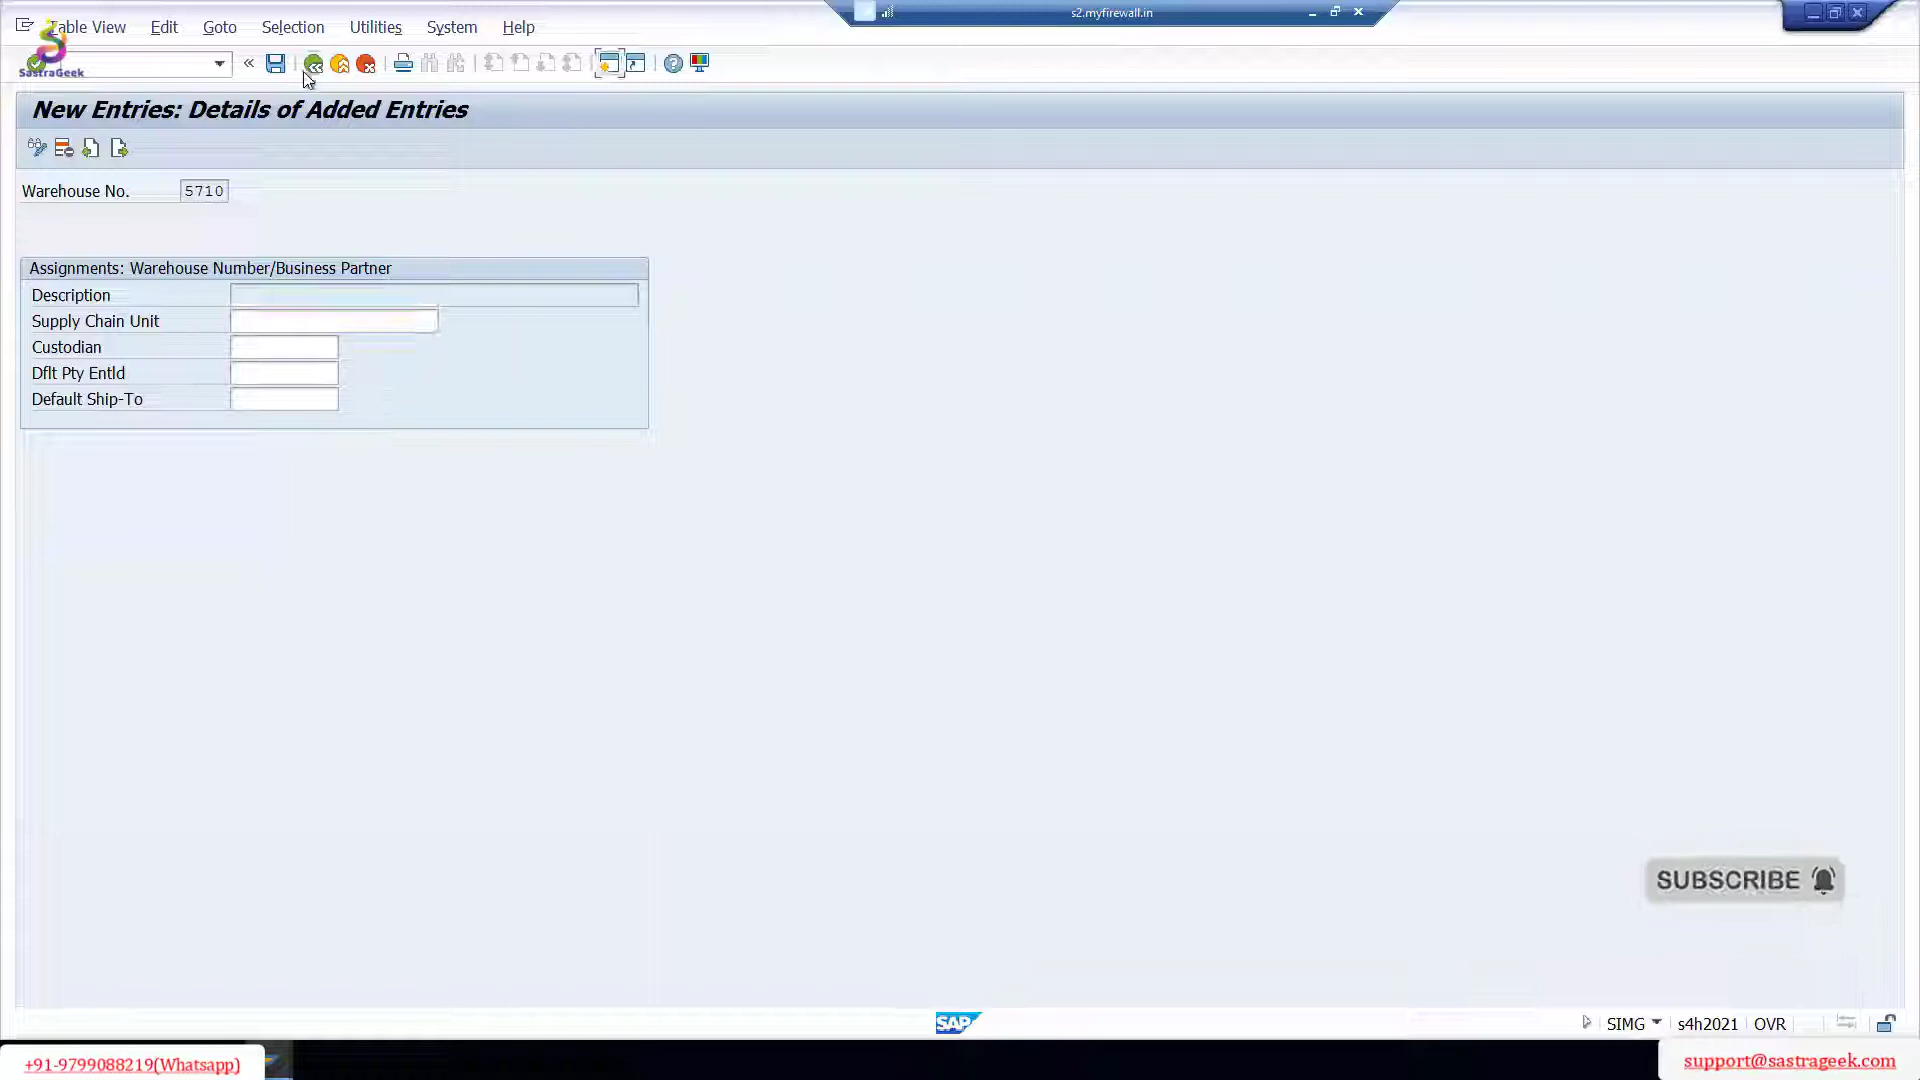 s2.myfirewall.in
Table View Edit Goto Selection Utilities System Help
SastraGeek
New Entries: Details of Added Entries
Warehouse No. 5710
Assignments: Warehouse Number/Business Partner
Description
Supply Chain Unit
Custodian
Dflt Pty Entld
Default Ship-To
SUBSCRIBE
SAP
SIMG s4h2021 OVR
+91-9799088219(Whatsapp)
support@sastrageek.com